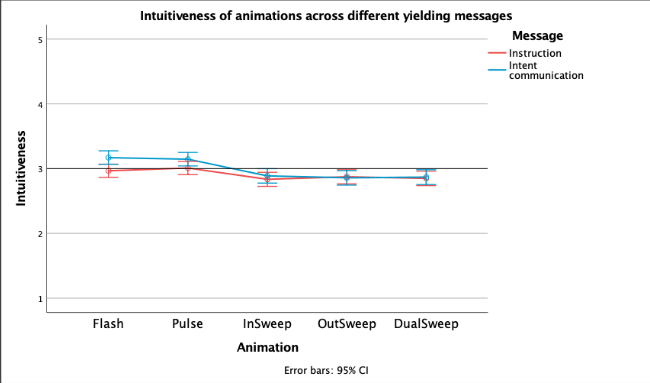 Intuitiveness of animations across different yielding messages
Message
Instruction
Intent
communication
Intuitiveness
5
4
3
2
1
Flash
Pulse
InSweep
OutSweep
DualSweep
Animation
Error bars: 95% CI